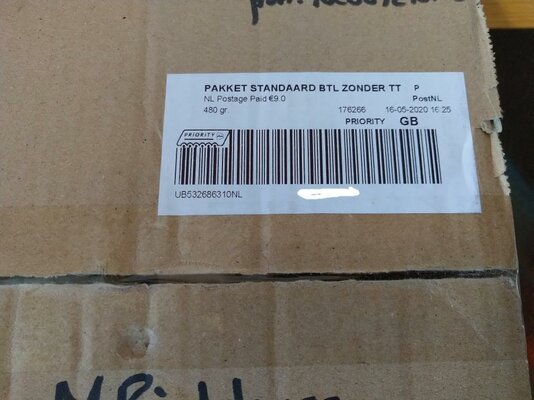 PAKKET STANDAARD BTL ZONDER TT P
NL Postage Paid €9.0 PostNL
480 gr. 176266 16-05-2020 16:25
PRIORITY GB
PRIORITY
UB532686310NL